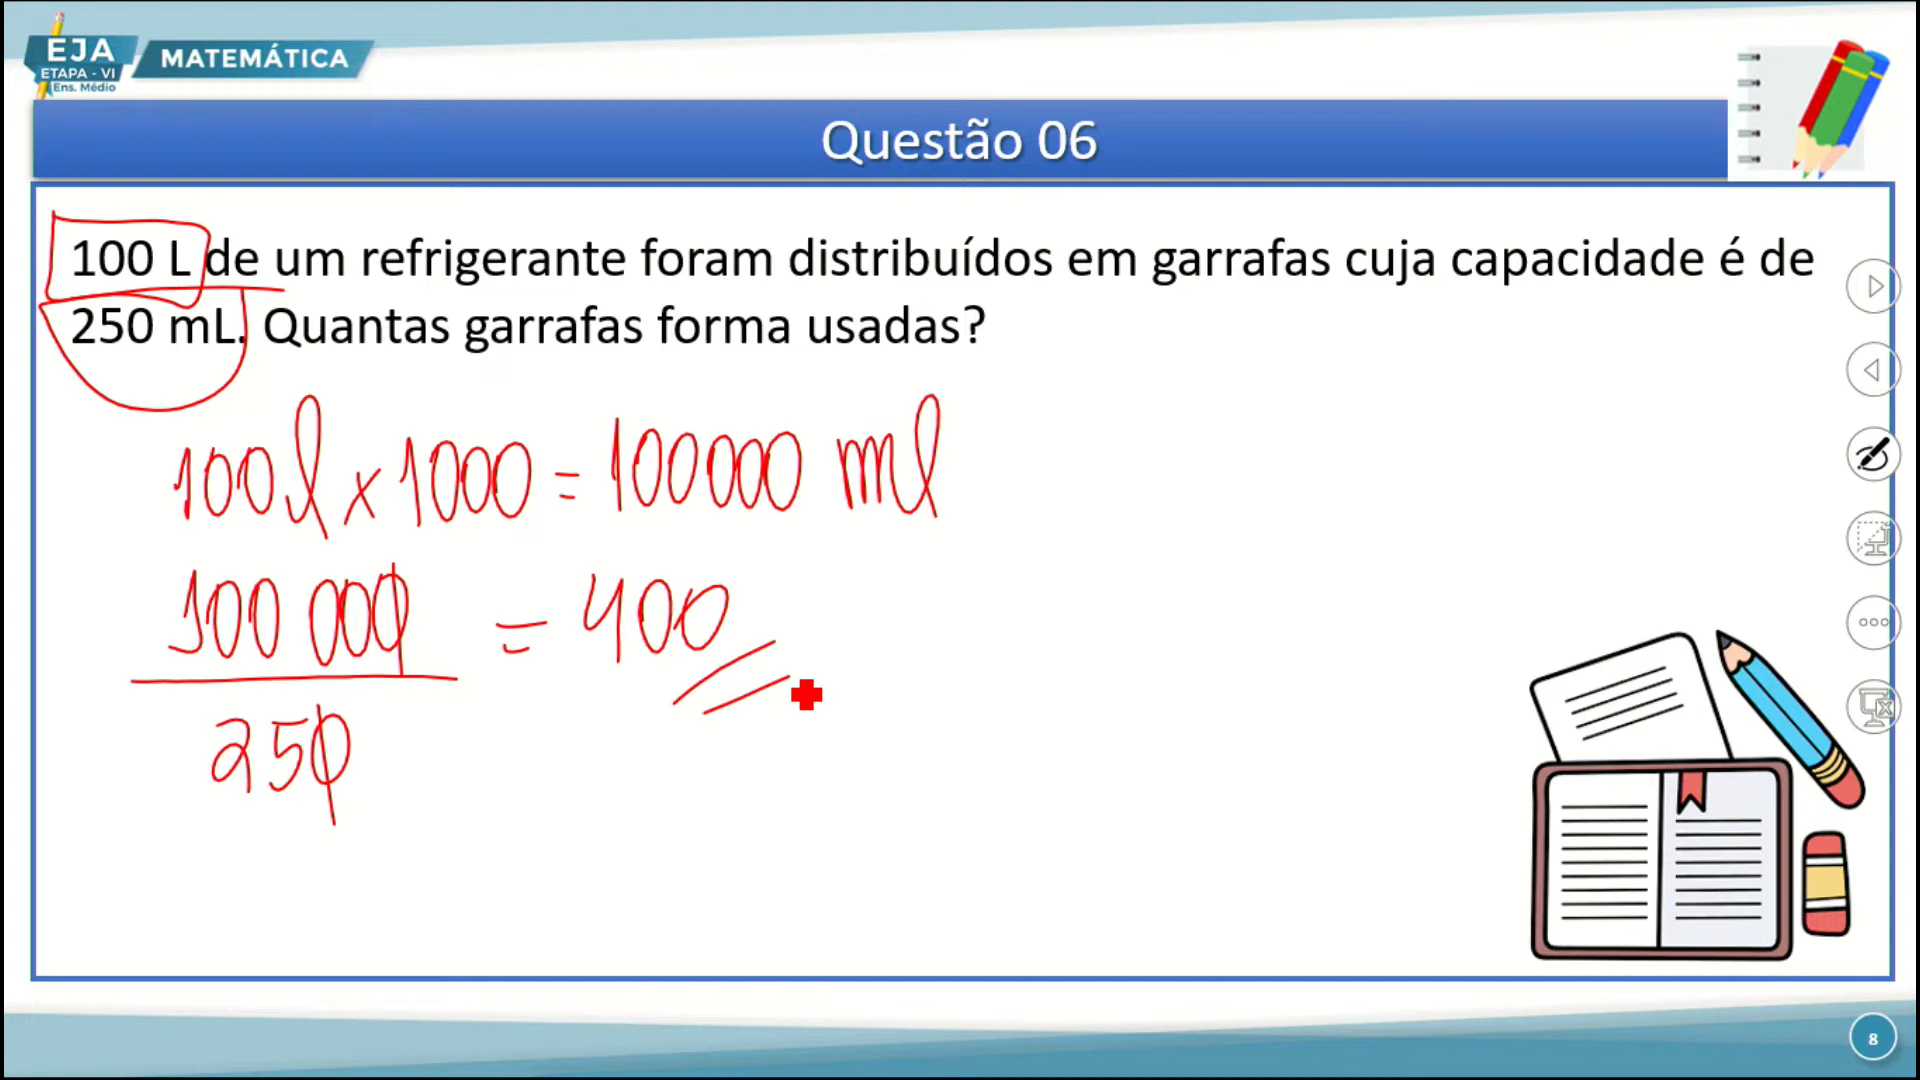 EJA
ETAPA - VI
Ens. Médio
MATEMÁTICA
Questão 06
100 L de um refrigerante foram distribuídos em garrafas cuja capacidade é de
250 mL. Quantas garrafas forma usadas?
100l x 1000 = 100000 ml
100 000 = 400
250
8